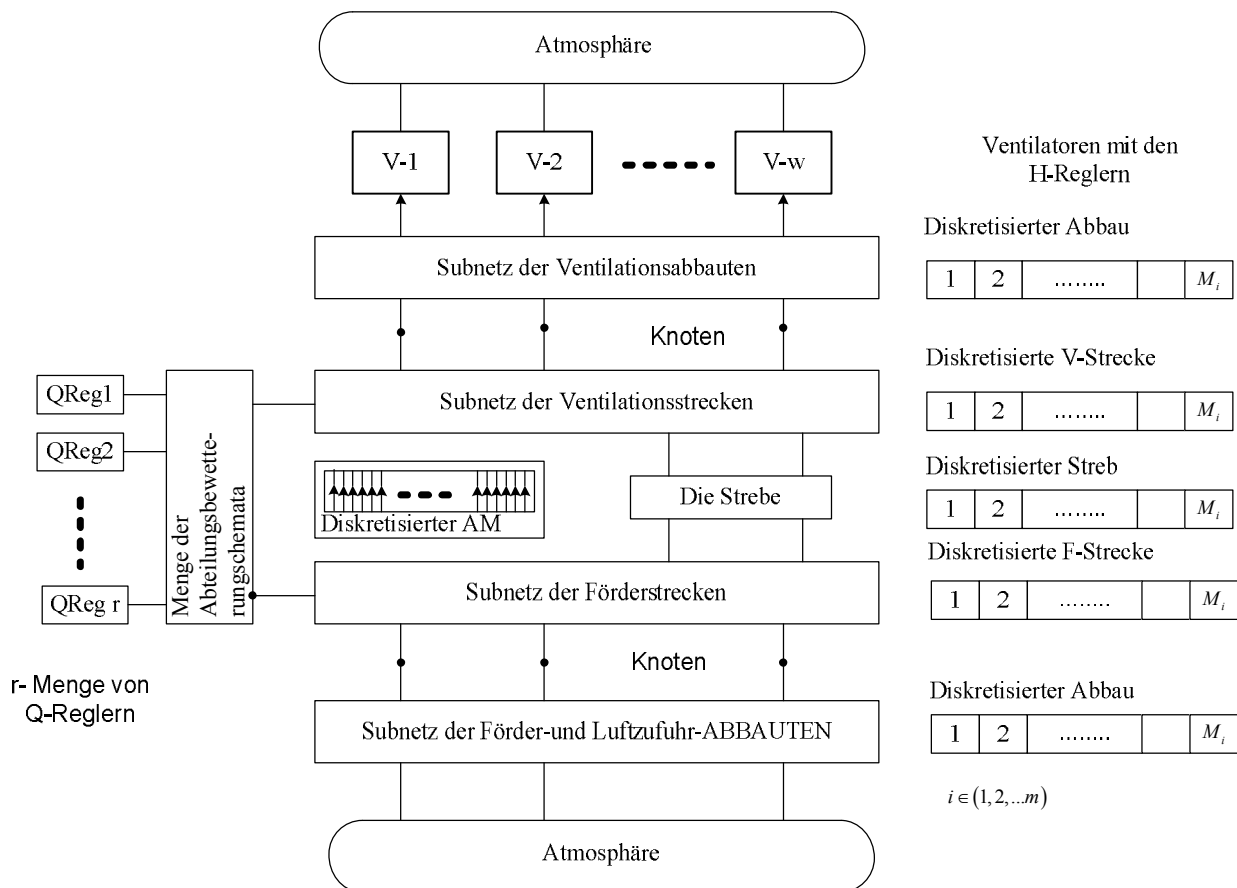 Atmosphäre
V-1
V-2
V-w
Ventilatoren mit den
H-Reglern
Diskretisierter Abbau
Subnetz der Ventilationsabbauten
1 2 ........ M_i
Knoten
Diskretisierte V-Strecke
QReg1
Subnetz der Ventilationsstrecken
1 2 ........ M_i
QReg2
Menge der
Abteilungsbewette-
rungschemata
Diskretisierter AM
Die Strebe
Diskretisierter Streb
1 2 ........ M_i
Diskretisierte F-Strecke
QReg r
Subnetz der Förderstrecken
1 2 ........ M_i
r- Menge von
Q-Reglern
Knoten
Diskretisierter Abbau
Subnetz der Förder-und Luftzufuhr-ABBAUTEN
1 2 ........ M_i
i ∈ (1, 2, ...m)
Atmosphäre